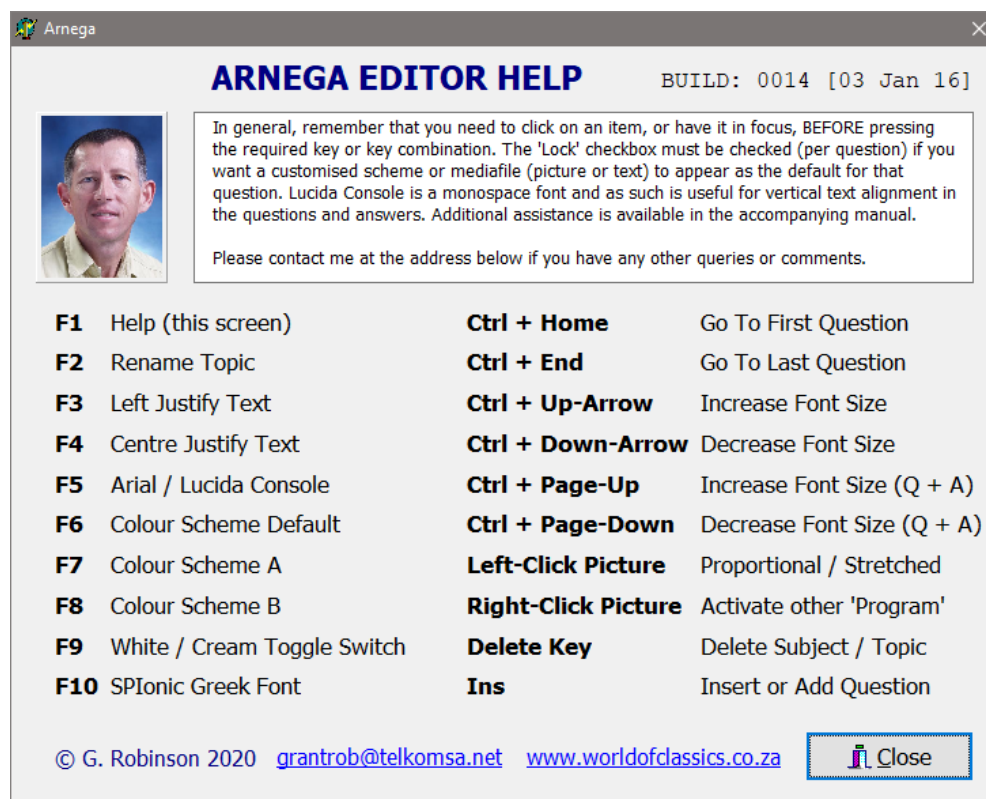 Arnega
ARNEGA EDITOR HELP BUILD: 0014 [03 Jan 16]
In general, remember that you need to click on an item, or have it in focus, BEFORE pressing
the required key or key combination. The 'Lock' checkbox must be checked (per question) if you
want a customised scheme or mediafile (picture or text) to appear as the default for that
question. Lucida Console is a monospace font and as such is useful for vertical text alignment in
the questions and answers. Additional assistance is available in the accompanying manual.
Please contact me at the address below if you have any other queries or comments.
F1 Help (this screen) Ctrl + Home Go To First Question
F2 Rename Topic Ctrl + End Go To Last Question
F3 Left Justify Text Ctrl + Up-Arrow Increase Font Size
F4 Centre Justify Text Ctrl + Down-Arrow Decrease Font Size
F5 Arial / Lucida Console Ctrl + Page-Up Increase Font Size (Q + A)
F6 Colour Scheme Default Ctrl + Page-Down Decrease Font Size (Q + A)
F7 Colour Scheme A Left-Click Picture Proportional / Stretched
F8 Colour Scheme B Right-Click Picture Activate other 'Program'
F9 White / Cream Toggle Switch Delete Key Delete Subject / Topic
F10 SPIonic Greek Font Ins Insert or Add Question
© G. Robinson 2020 grantrob@telkomsa.net www.worldofclassics.co.za Close